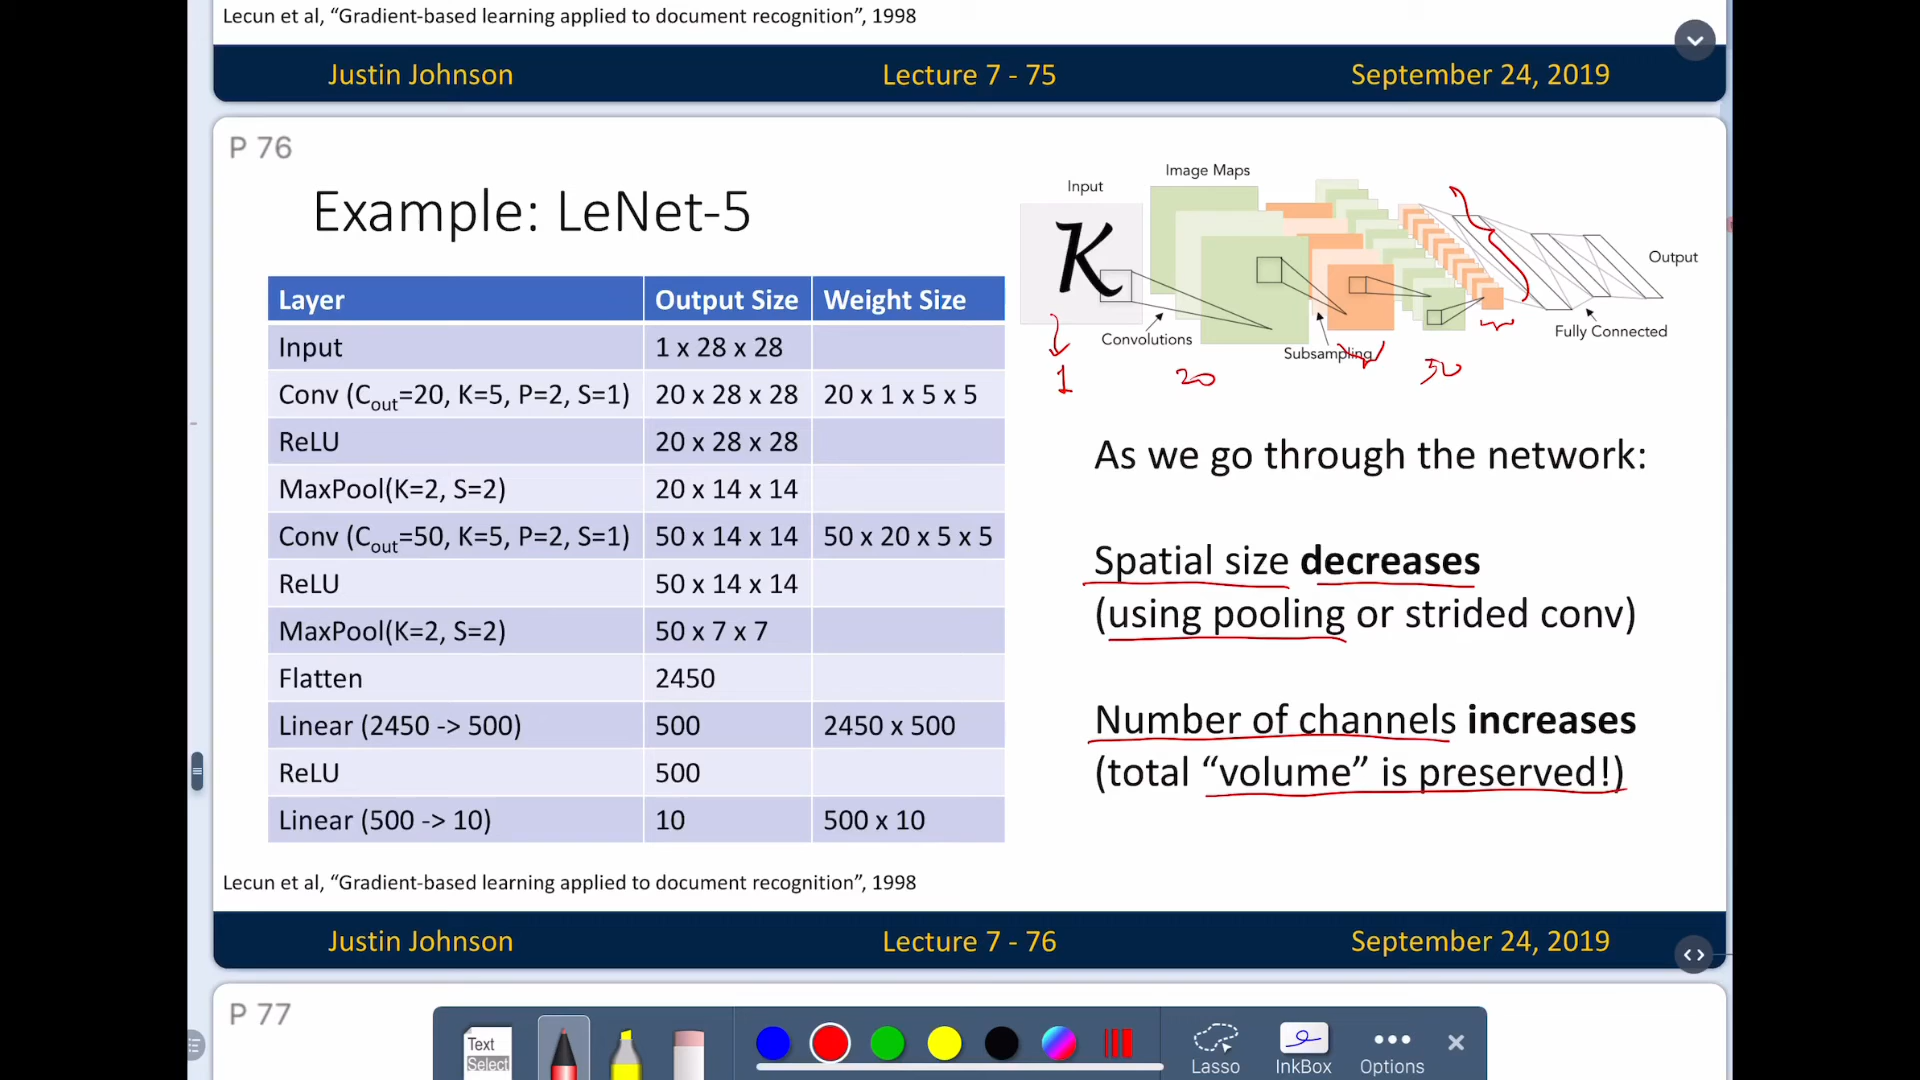 Lecun et al, “Gradient-based learning applied to document recognition”, 1998
Justin Johnson
Lecture 7 - 75
September 24, 2019
P 76
Example: LeNet-5
Input
Image Maps
K
Output
Convolutions
Subsampling
Fully Connected
1
20
50
Layer Output Size Weight Size
Input 1 x 28 x 28
Conv (Cout=20, K=5, P=2, S=1) 20 x 28 x 28 20 x 1 x 5 x 5
ReLU 20 x 28 x 28
MaxPool(K=2, S=2) 20 x 14 x 14
Conv (Cout=50, K=5, P=2, S=1) 50 x 14 x 14 50 x 20 x 5 x 5
ReLU 50 x 14 x 14
MaxPool(K=2, S=2) 50 x 7 x 7
Flatten 2450
Linear (2450 -> 500) 500 2450 x 500
ReLU 500
Linear (500 -> 10) 10 500 x 10
As we go through the network:
Spatial size decreases
(using pooling or strided conv)
Number of channels increases
(total “volume” is preserved!)
Lecun et al, “Gradient-based learning applied to document recognition”, 1998
Justin Johnson
Lecture 7 - 76
September 24, 2019
P 77
Text
Select
Lasso
InkBox
Options